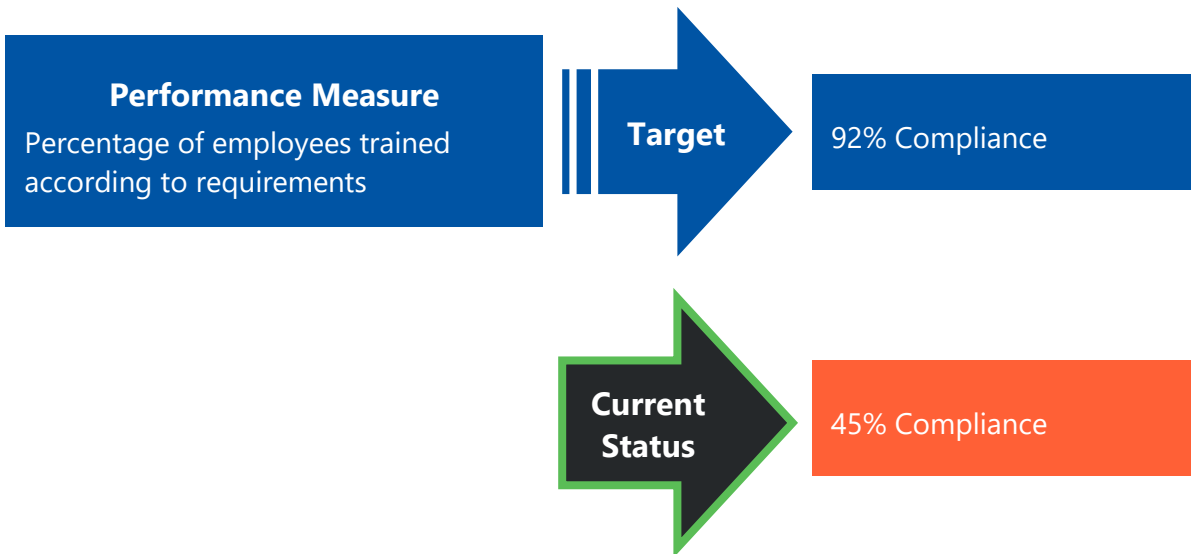 Performance Measure
Percentage of employees trained
according to requirements
Target
92% Compliance
Current
Status
45% Compliance